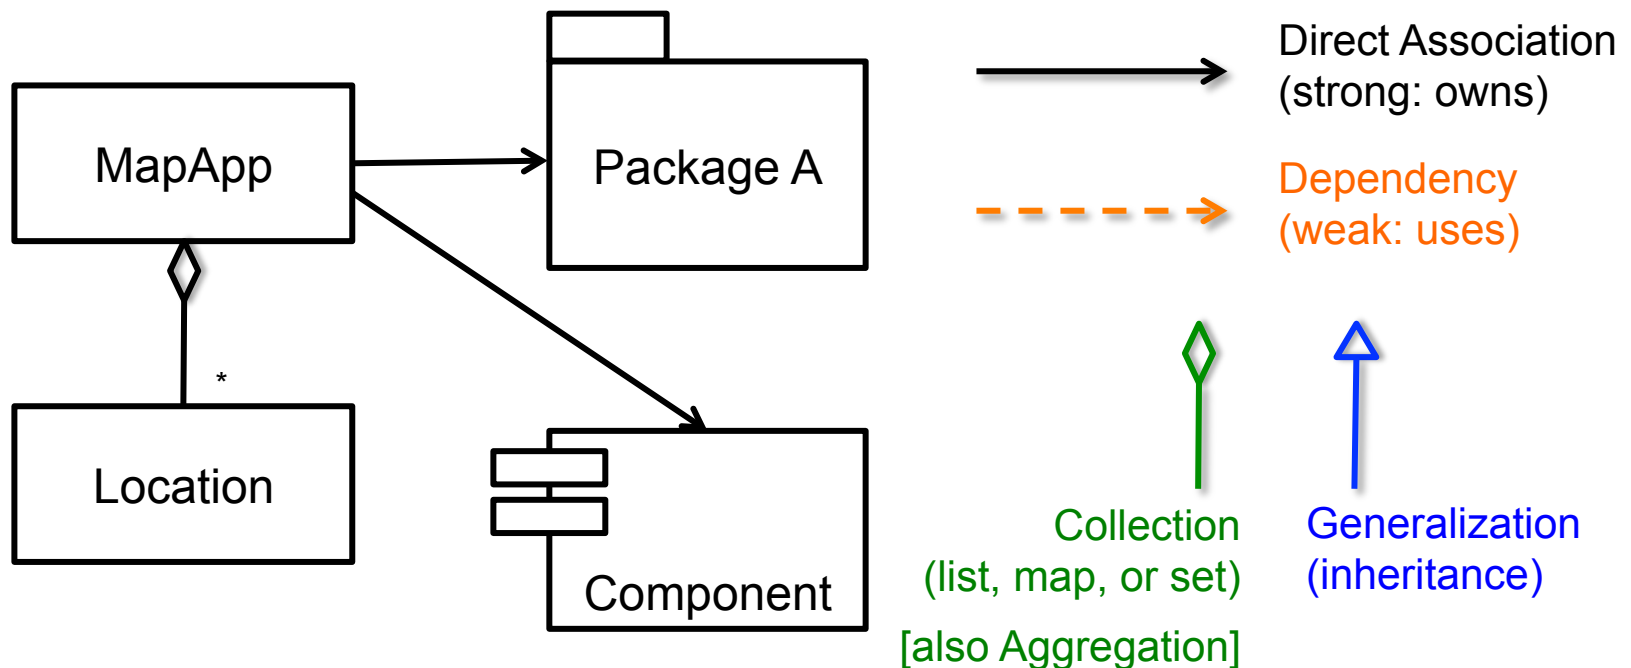 MapApp
Package A
Location
*
Component
Direct Association
(strong: owns)
Dependency
(weak: uses)
Collection
(list, map, or set)
[also Aggregation]
Generalization
(inheritance)